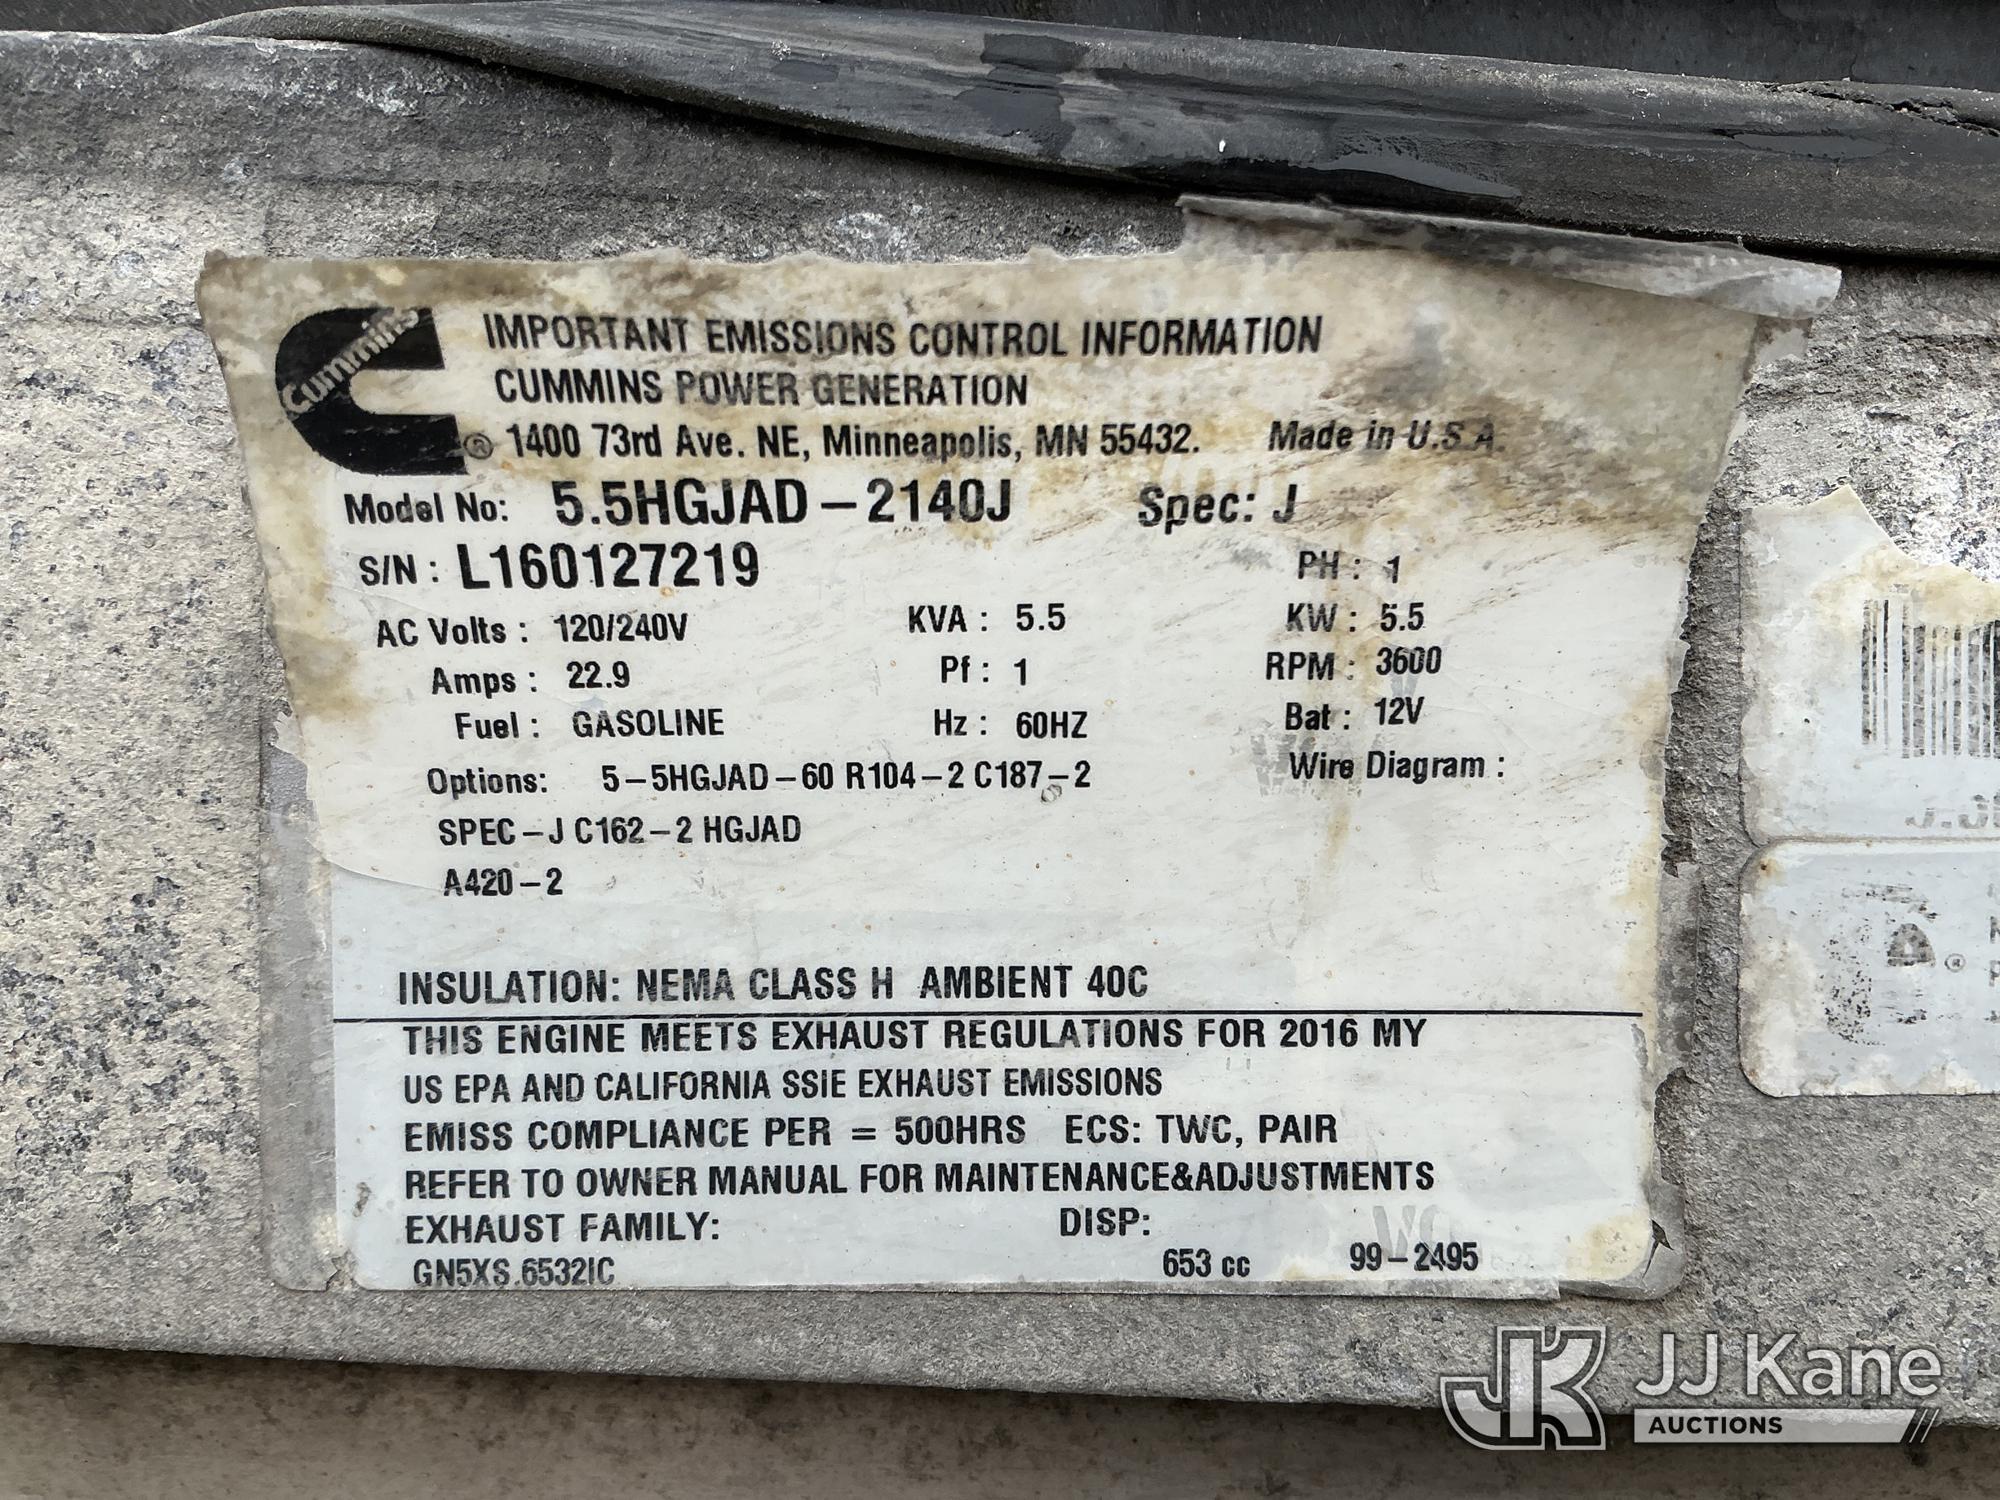 Cummins
IMPORTANT EMISSIONS CONTROL INFORMATION
CUMMINS POWER GENERATION
® 1400 73rd Ave. NE, Minneapolis, MN 55432. Made in U.S.A.
Model No: 5.5HGJAD-2140J Spec: J
S/N: L160127219 PH: 1
AC Volts: 120/240V KVA: 5.5 KW: 5.5
Amps: 22.9 Pf: 1 RPM: 3600
Fuel: GASOLINE Hz: 60HZ Bat: 12V
Options: 5-5HGJAD-60 R104-2 C187-2 Wire Diagram:
SPEC-J C162-2 HGJAD
A420-2
INSULATION: NEMA CLASS H AMBIENT 40C
THIS ENGINE MEETS EXHAUST REGULATIONS FOR 2016 MY
US EPA AND CALIFORNIA SSIE EXHAUST EMISSIONS
EMISS COMPLIANCE PER = 500HRS ECS: TWC, PAIR
REFER TO OWNER MANUAL FOR MAINTENANCE&ADJUSTMENTS
EXHAUST FAMILY: DISP:
GN5XS.6532IC 653 cc 99-2495
®
JK JJ Kane
AUCTIONS